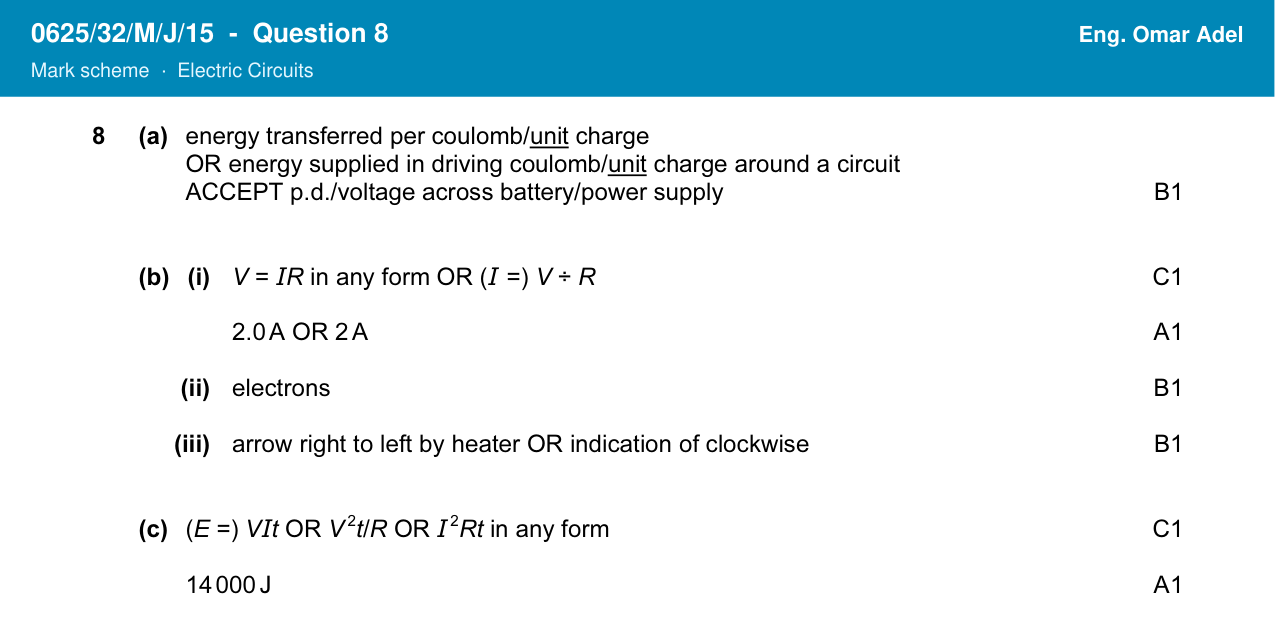 0625/32/M/J/15 - Question 8
Eng. Omar Adel
Mark scheme · Electric Circuits
8 (a) energy transferred per coulomb/unit charge
OR energy supplied in driving coulomb/unit charge around a circuit
ACCEPT p.d./voltage across battery/power supply B1
(b) (i) V = IR in any form OR (I =) V ÷ R C1
2.0 A OR 2 A A1
(ii) electrons B1
(iii) arrow right to left by heater OR indication of clockwise B1
(c) (E =) VIt OR V²t/R OR I²Rt in any form C1
14 000 J A1